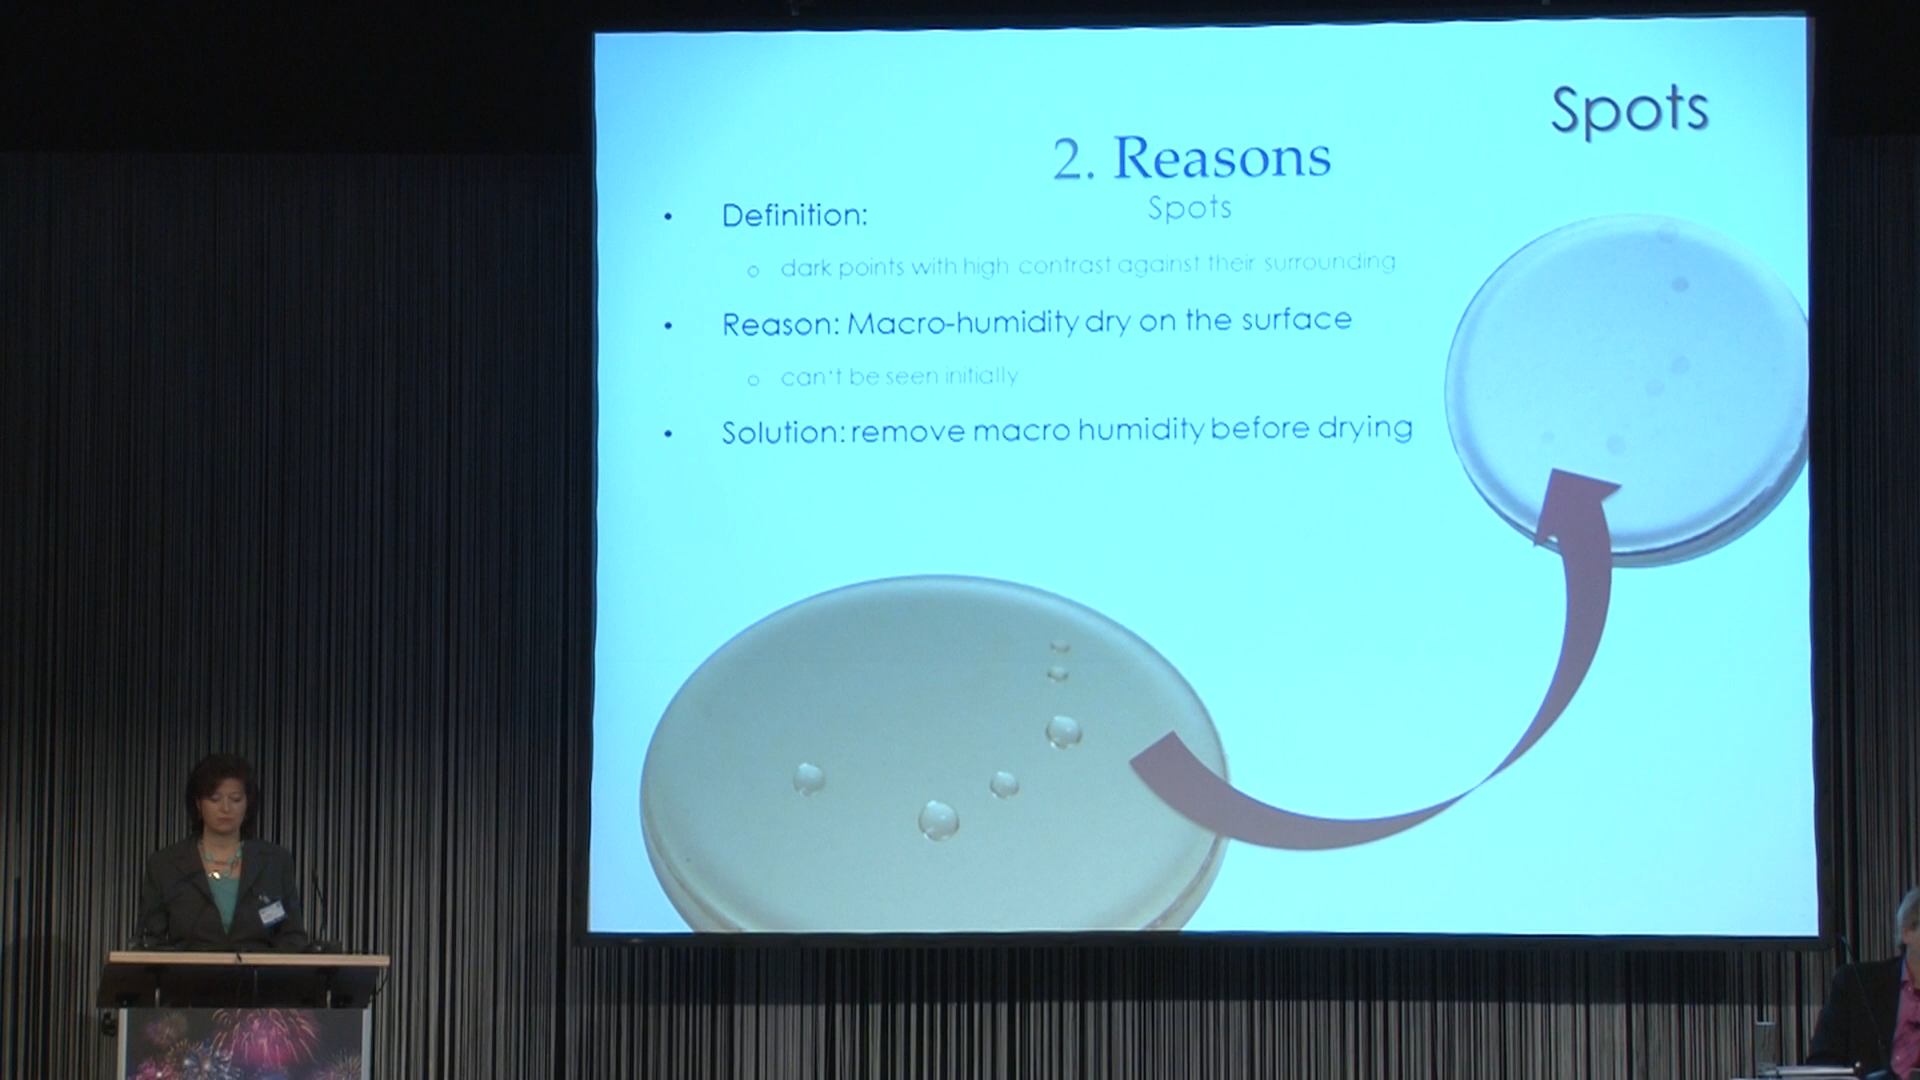 Spots
2. Reasons
Spots
• Definition:
o dark points with high contrast against their surrounding
• Reason: Macro-humidity dry on the surface
o can't be seen initially
• Solution: remove macro humidity before drying